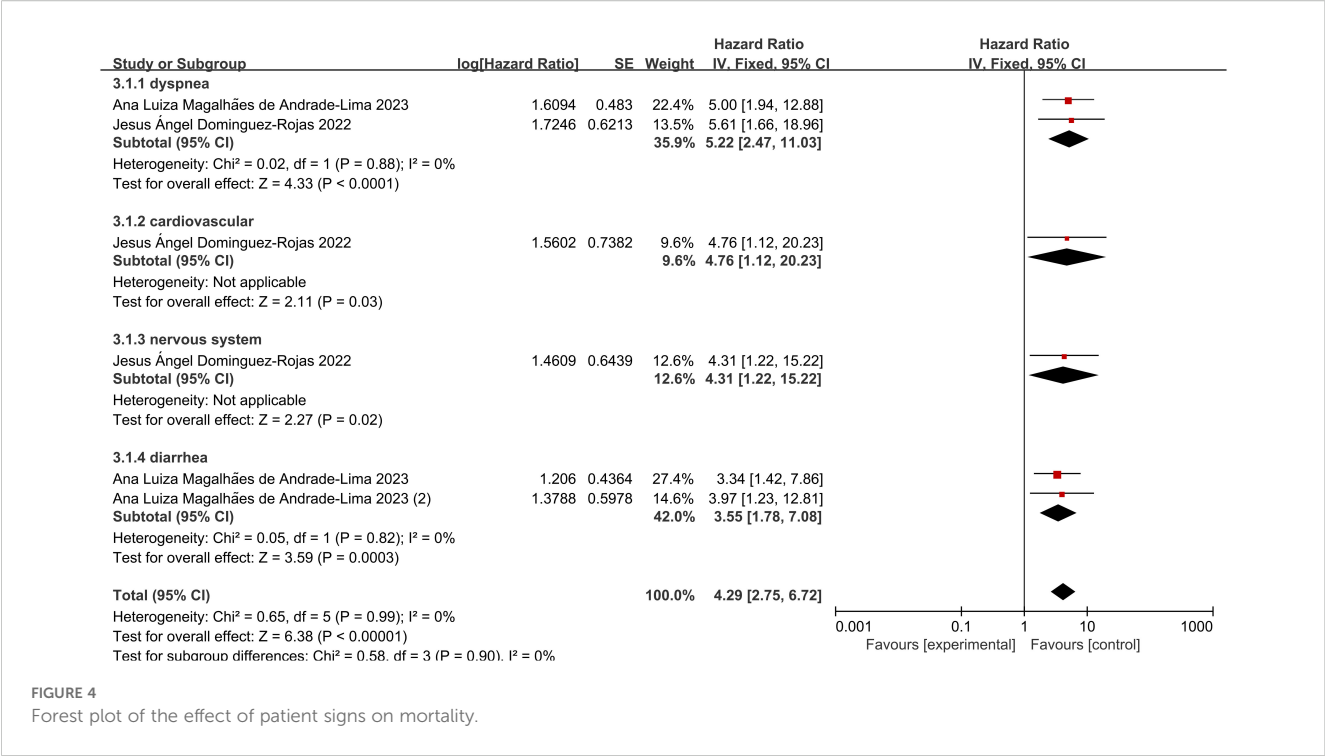 Hazard Ratio Hazard Ratio
Study or Subgroup log[Hazard Ratio] SE Weight IV, Fixed, 95% CI IV, Fixed, 95% CI
3.1.1 dyspnea
Ana Luiza Magalhães de Andrade-Lima 2023 1.6094 0.483 22.4% 5.00 [1.94, 12.88]
Jesus Ángel Dominguez-Rojas 2022 1.7246 0.6213 13.5% 5.61 [1.66, 18.96]
Subtotal (95% CI) 35.9% 5.22 [2.47, 11.03]
Heterogeneity: Chi² = 0.02, df = 1 (P = 0.88); I² = 0%
Test for overall effect: Z = 4.33 (P < 0.0001)
3.1.2 cardiovascular
Jesus Ángel Dominguez-Rojas 2022 1.5602 0.7382 9.6% 4.76 [1.12, 20.23]
Subtotal (95% CI) 9.6% 4.76 [1.12, 20.23]
Heterogeneity: Not applicable
Test for overall effect: Z = 2.11 (P = 0.03)
3.1.3 nervous system
Jesus Ángel Dominguez-Rojas 2022 1.4609 0.6439 12.6% 4.31 [1.22, 15.22]
Subtotal (95% CI) 12.6% 4.31 [1.22, 15.22]
Heterogeneity: Not applicable
Test for overall effect: Z = 2.27 (P = 0.02)
3.1.4 diarrhea
Ana Luiza Magalhães de Andrade-Lima 2023 1.206 0.4364 27.4% 3.34 [1.42, 7.86]
Ana Luiza Magalhães de Andrade-Lima 2023 (2) 1.3788 0.5978 14.6% 3.97 [1.23, 12.81]
Subtotal (95% CI) 42.0% 3.55 [1.78, 7.08]
Heterogeneity: Chi² = 0.05, df = 1 (P = 0.82); I² = 0%
Test for overall effect: Z = 3.59 (P = 0.0003)
Total (95% CI) 100.0% 4.29 [2.75, 6.72]
Heterogeneity: Chi² = 0.65, df = 5 (P = 0.99); I² = 0%
Test for overall effect: Z = 6.38 (P < 0.00001)
Test for subgroup differences: Chi² = 0.58, df = 3 (P = 0.90), I² = 0%
0.001 0.1 1 10 1000
Favours [experimental] Favours [control]
FIGURE 4
Forest plot of the effect of patient signs on mortality.